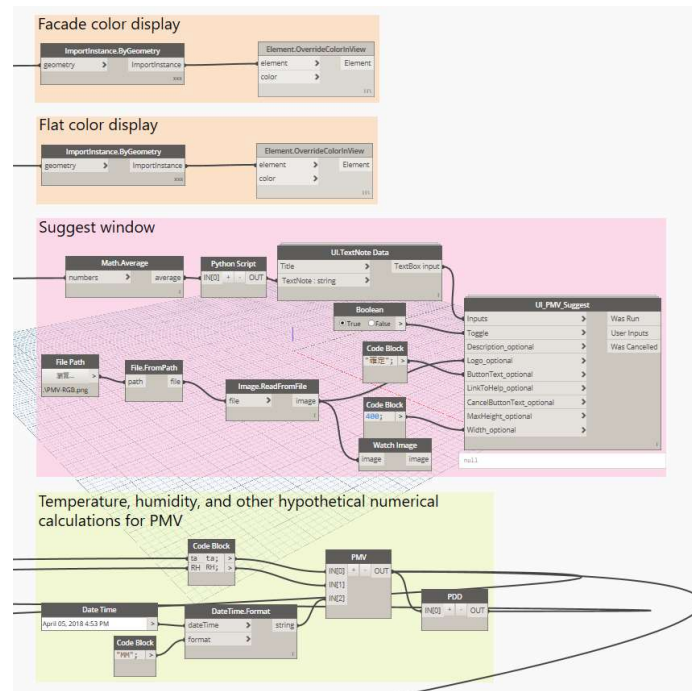 Facade color display
ImportInstance.ByGeometry
geometry > ImportInstance
Element.OverrideColorInView
element > Element
color >
Flat color display
ImportInstance.ByGeometry
geometry > ImportInstance
Element.OverrideColorInView
element > Element
color >
Suggest window
Math.Average
numbers > average
Python Script
IN[0] + - OUT
UI.TextNote Data
Title > TextBox input
TextNote : string >
Boolean
True False >
UI_PMV_Suggest
Inputs > Was Run
Toggle > User Inputs
Description_optional > Was Cancelled
Logo_optional >
ButtonText_optional >
LinkToHelp_optional >
CancelButtonText_optional >
MaxHeight_optional >
Width_optional >
null
File Path
瀏覽... >
.\PMV-RGB.png
File.FromPath
path file
Image.ReadFromFile
file > image
Code Block
"確定"; >
Code Block
400; >
Watch Image
image image
Temperature, humidity, and other hypothetical numerical
calculations for PMV
Code Block
ta ta; >
RH RH; >
PMV
IN[0] + - OUT
IN[1]
IN[2]
PDD
IN[0] + - OUT
Date Time
April 05, 2018 4:53 PM >
DateTime.Format
dateTime > string
format >
Code Block
"MM"; >